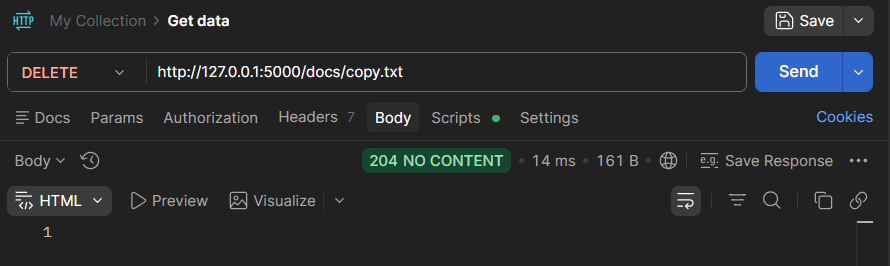 HTTP My Collection > Get data Save
DELETE http://127.0.0.1:5000/docs/copy.txt Send
Docs Params Authorization Headers 7 Body Scripts Settings Cookies
Body 204 NO CONTENT • 14 ms • 161 B • e.g. Save Response
HTML Preview Visualize
1